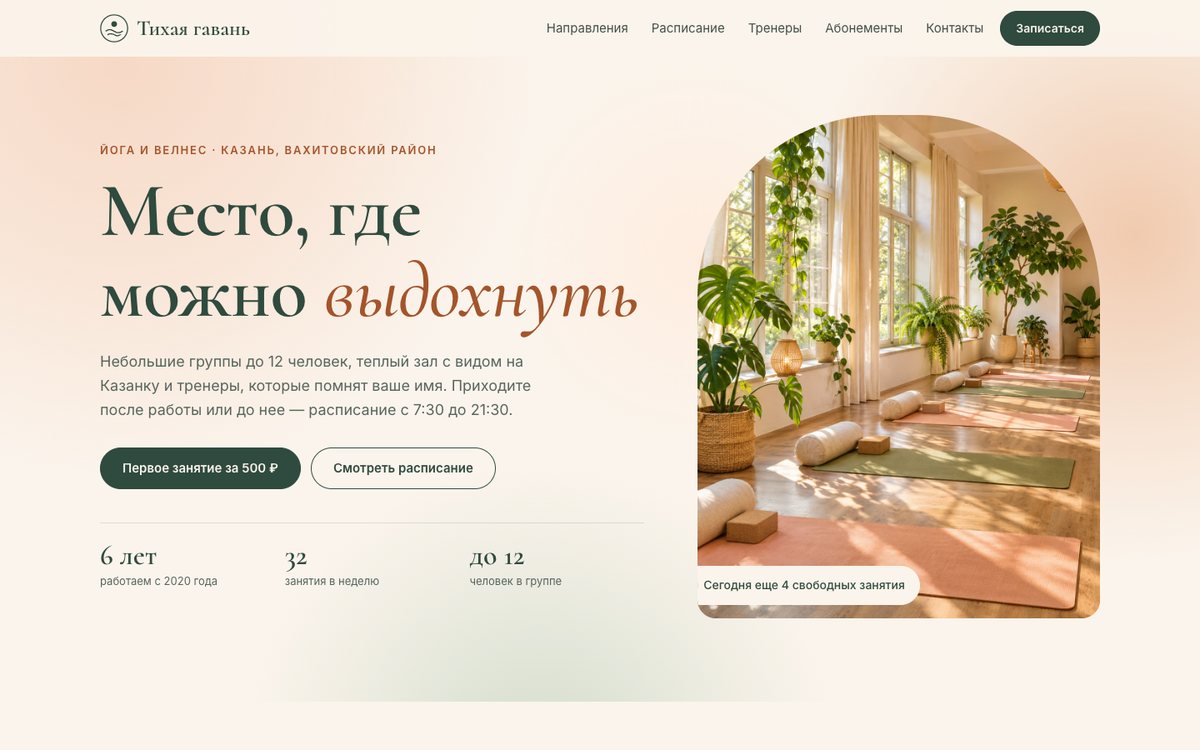 Тихая гавань
Направления
Расписание
Тренеры
Абонементы
Контакты
Записаться
ЙОГА И ВЕЛНЕС · КАЗАНЬ, ВАХИТОВСКИЙ РАЙОН
Место, где
можно выдохнуть
Небольшие группы до 12 человек, теплый зал с видом на
Казанку и тренеры, которые помнят ваше имя. Приходите
после работы или до нее — расписание с 7:30 до 21:30.
Первое занятие за 500 ₽
Смотреть расписание
6 лет
работаем с 2020 года
32
занятия в неделю
до 12
человек в группе
Сегодня еще 4 свободных занятия